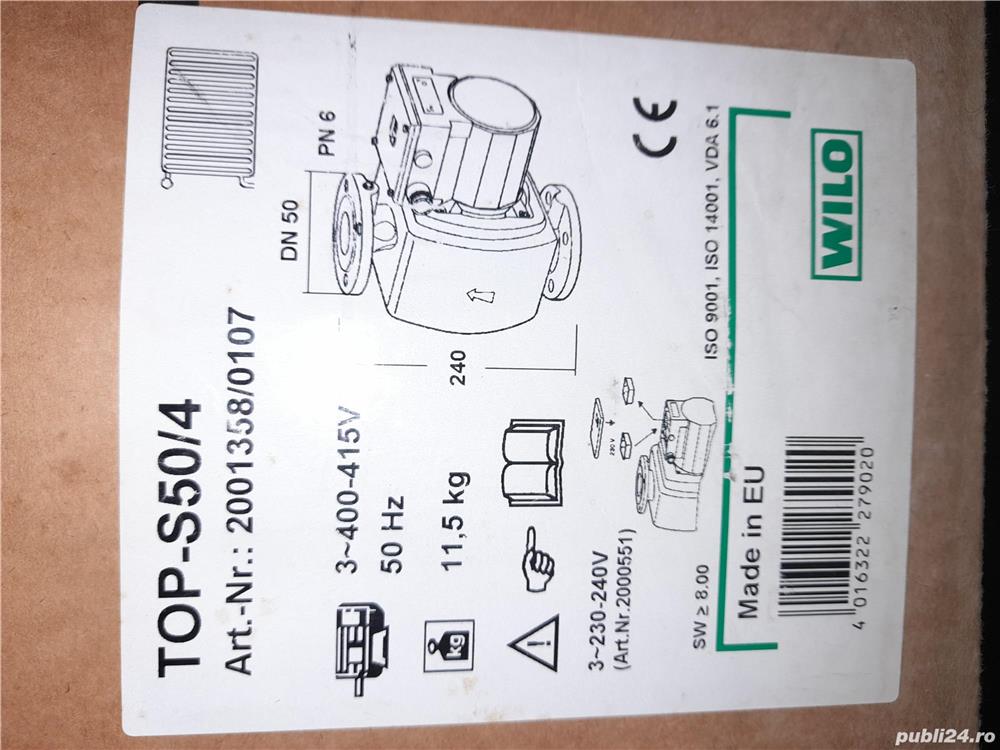 TOP-S50/4
Art.-Nr.: 2001358/0107
3~400-415V
50 Hz
11,5 kg
kg
DN 50
PN 6
240
3~230-240V
(Art.Nr.2000551)
230 V
SW ≥ 8.00
ISO 9001, ISO 14001, VDA 6.1
CE
Made in EU
4 016322 279020
WILO
publi24.ro